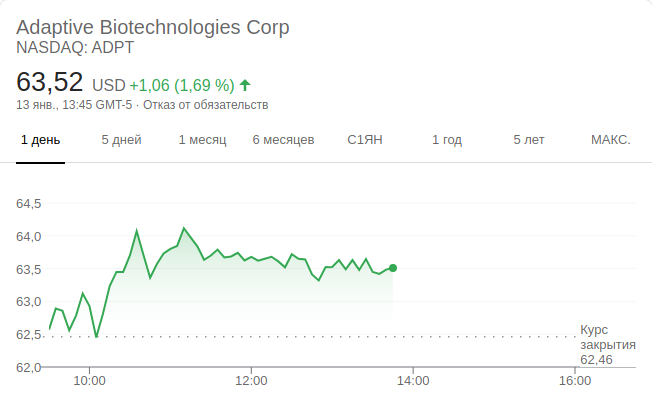 Adaptive Biotechnologies Corp
NASDAQ: ADPT
63,52 USD +1,06 (1,69 %)
13 янв., 13:45 GMT-5 · Отказ от обязательств
1 день 5 дней 1 месяц 6 месяцев С1ЯН 1 год 5 лет МАКС.
64,5
64,0
63,5
63,0
62,5
62,0
Курс
закрытия
62,46
10:00 12:00 14:00 16:00